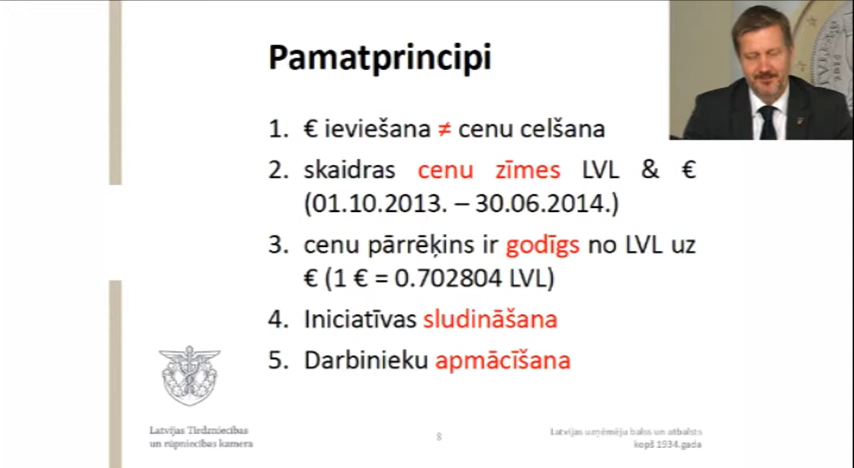 Pamatprincipi
1. € ieviešana ≠ cenu celšana
2. skaidras cenu zīmes LVL & €
(01.10.2013. – 30.06.2014.)
3. cenu pārrēķins ir godīgs no LVL uz
€ (1 € = 0.702804 LVL)
4. Iniciatīvas sludināšana
5. Darbinieku apmācīšana
Latvijas Tirdzniecības
un rūpniecības kamera
8
Latvijas uzņēmēju balss un atbalsts
kopš 1934.gada